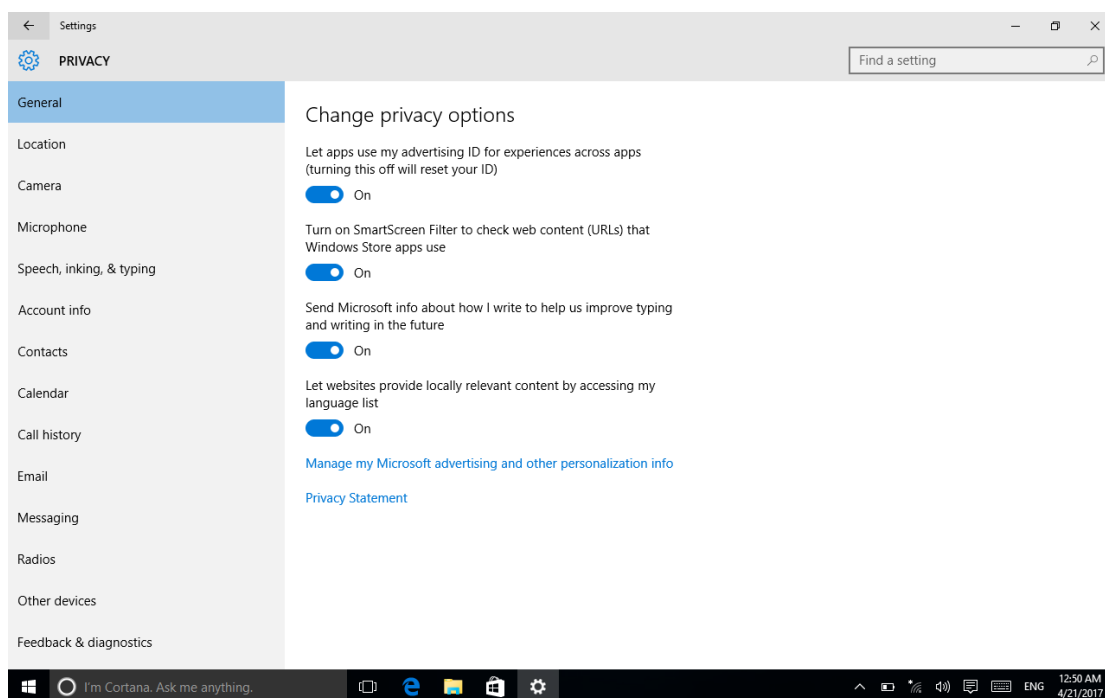 Settings
PRIVACY
Find a setting
General
Location
Camera
Microphone
Speech, inking, & typing
Account info
Contacts
Calendar
Call history
Email
Messaging
Radios
Other devices
Feedback & diagnostics
Change privacy options
Let apps use my advertising ID for experiences across apps
(turning this off will reset your ID)
On
Turn on SmartScreen Filter to check web content (URLs) that
Windows Store apps use
On
Send Microsoft info about how I write to help us improve typing
and writing in the future
On
Let websites provide locally relevant content by accessing my
language list
On
Manage my Microsoft advertising and other personalization info
Privacy Statement
I'm Cortana. Ask me anything.
ENG
12:50 AM
4/21/2017